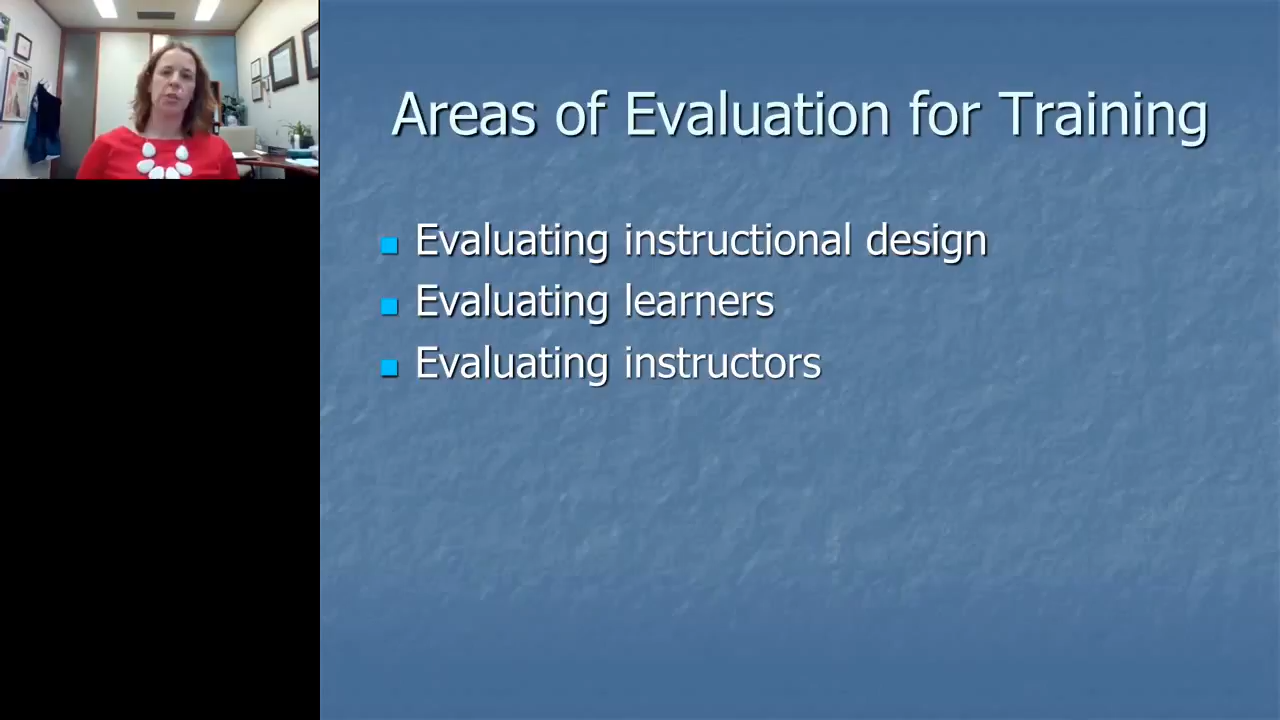 Areas of Evaluation for Training
Evaluating instructional design
Evaluating learners
Evaluating instructors